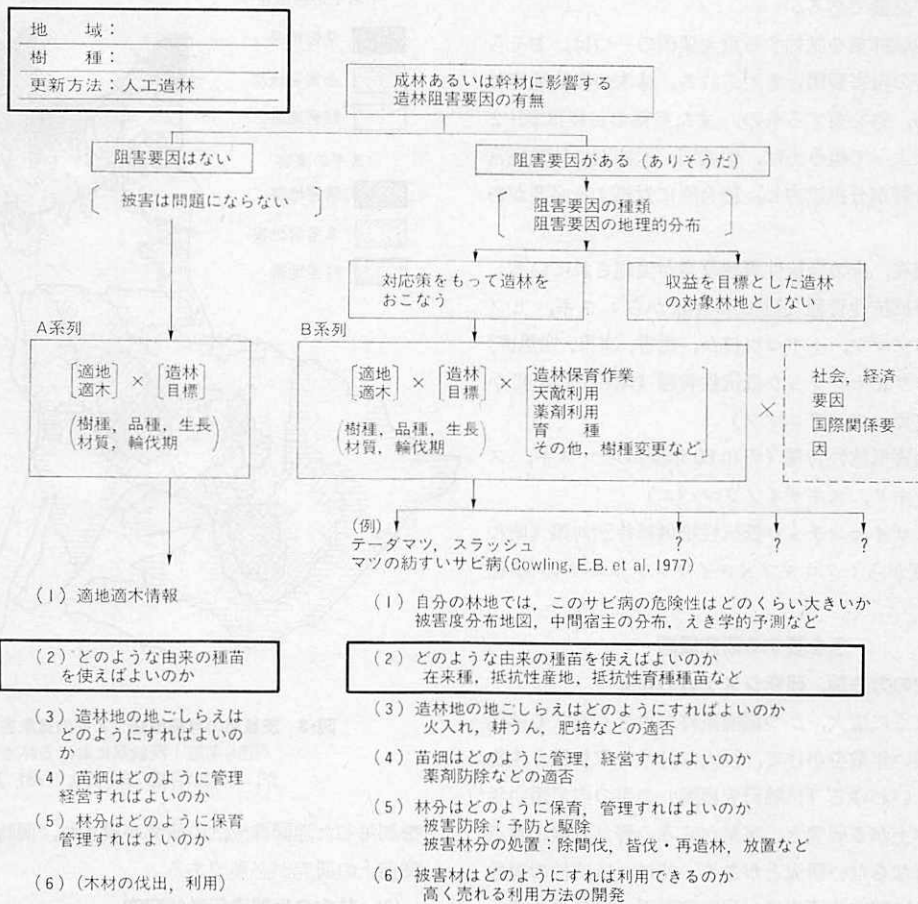 地　　域：
樹　　種：
更新方法：人工造林
成林あるいは幹材に影響する
造林阻害要因の有無
阻害要因はない
阻害要因がある（ありそうだ）
被害は問題にならない
阻害要因の種類
阻害要因の地理的分布
対応策をもって造林を
おこなう
収益を目標とした造林
の対象林地としない
A系列
適地
適木
×
造林
目標
樹種，品種，生長
材質，輪伐期
B系列
適地
適木
×
造林
目標
×
造林保育作業
天敵利用
薬剤利用
育　　種
その他，樹種変更など
樹種，品種，生長
材質，輪伐期
×
社会，経済
要因
国際関係要
因
(例)
テーダマツ，スラッシュ
マツの紡すいサビ病(Cowling, E.B. et al, 1977)
?
?
?
(1) 適地適木情報
(2) どのような由来の種苗
を使えばよいのか
(3) 造林地の地ごしらえは
どのようにすればよいの
か
(4) 苗畑はどのように管理
経営すればよいのか
(5) 林分はどのように保育
管理すればよいのか
(6) (木材の伐出，利用)
(1) 自分の林地では，このサビ病の危険性はどのくらい大きいか
被害度分布地図，中間宿主の分布，えき学的予測など
(2) どのような由来の種苗を使えばよいのか
在来種，抵抗性産地，抵抗性育種種苗など
(3) 造林地の地ごしらえはどのようにすればよいのか
火入れ，耕うん，肥培などの適否
(4) 苗畑はどのように管理，経営すればよいのか
薬剤防除などの適否
(5) 林分はどのように保育，管理すればよいのか
被害防除：予防と駆除
被害林分の処置：除間伐，皆伐・再造林，放置など
(6) 被害材はどのようにすれば利用できるのか
高く売れる利用方法の開発